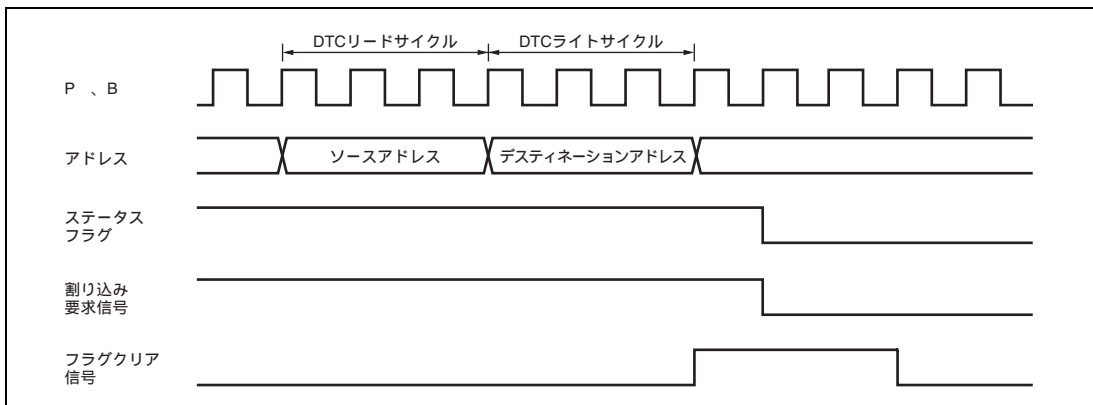 DTCリードサイクル
DTCライトサイクル
P 、B
アドレス
ソースアドレス
デスティネーションアドレス
ステータス
フラグ
割り込み
要求信号
フラグクリア
信号